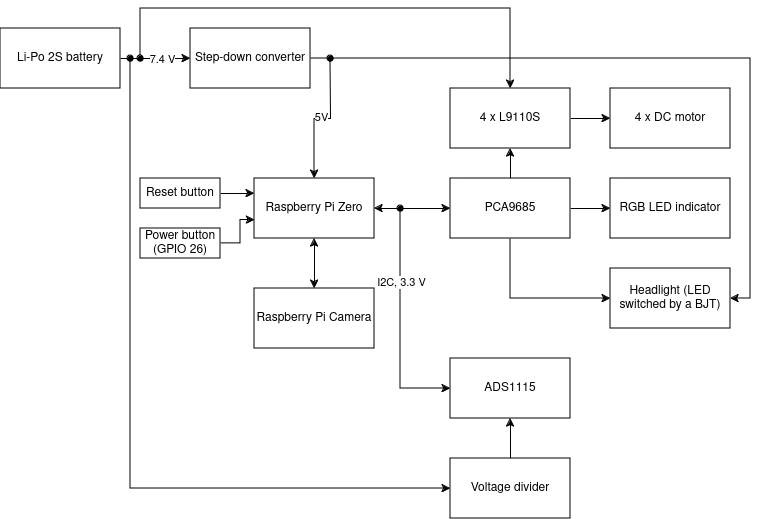 Li-Po 2S battery
7.4 V
Step-down converter
5V
4 x L9110S
4 x DC motor
Reset button
Raspberry Pi Zero
PCA9685
RGB LED indicator
Power button
(GPIO 26)
I2C, 3.3 V
Headlight (LED
switched by a BJT)
Raspberry Pi Camera
ADS1115
Voltage divider